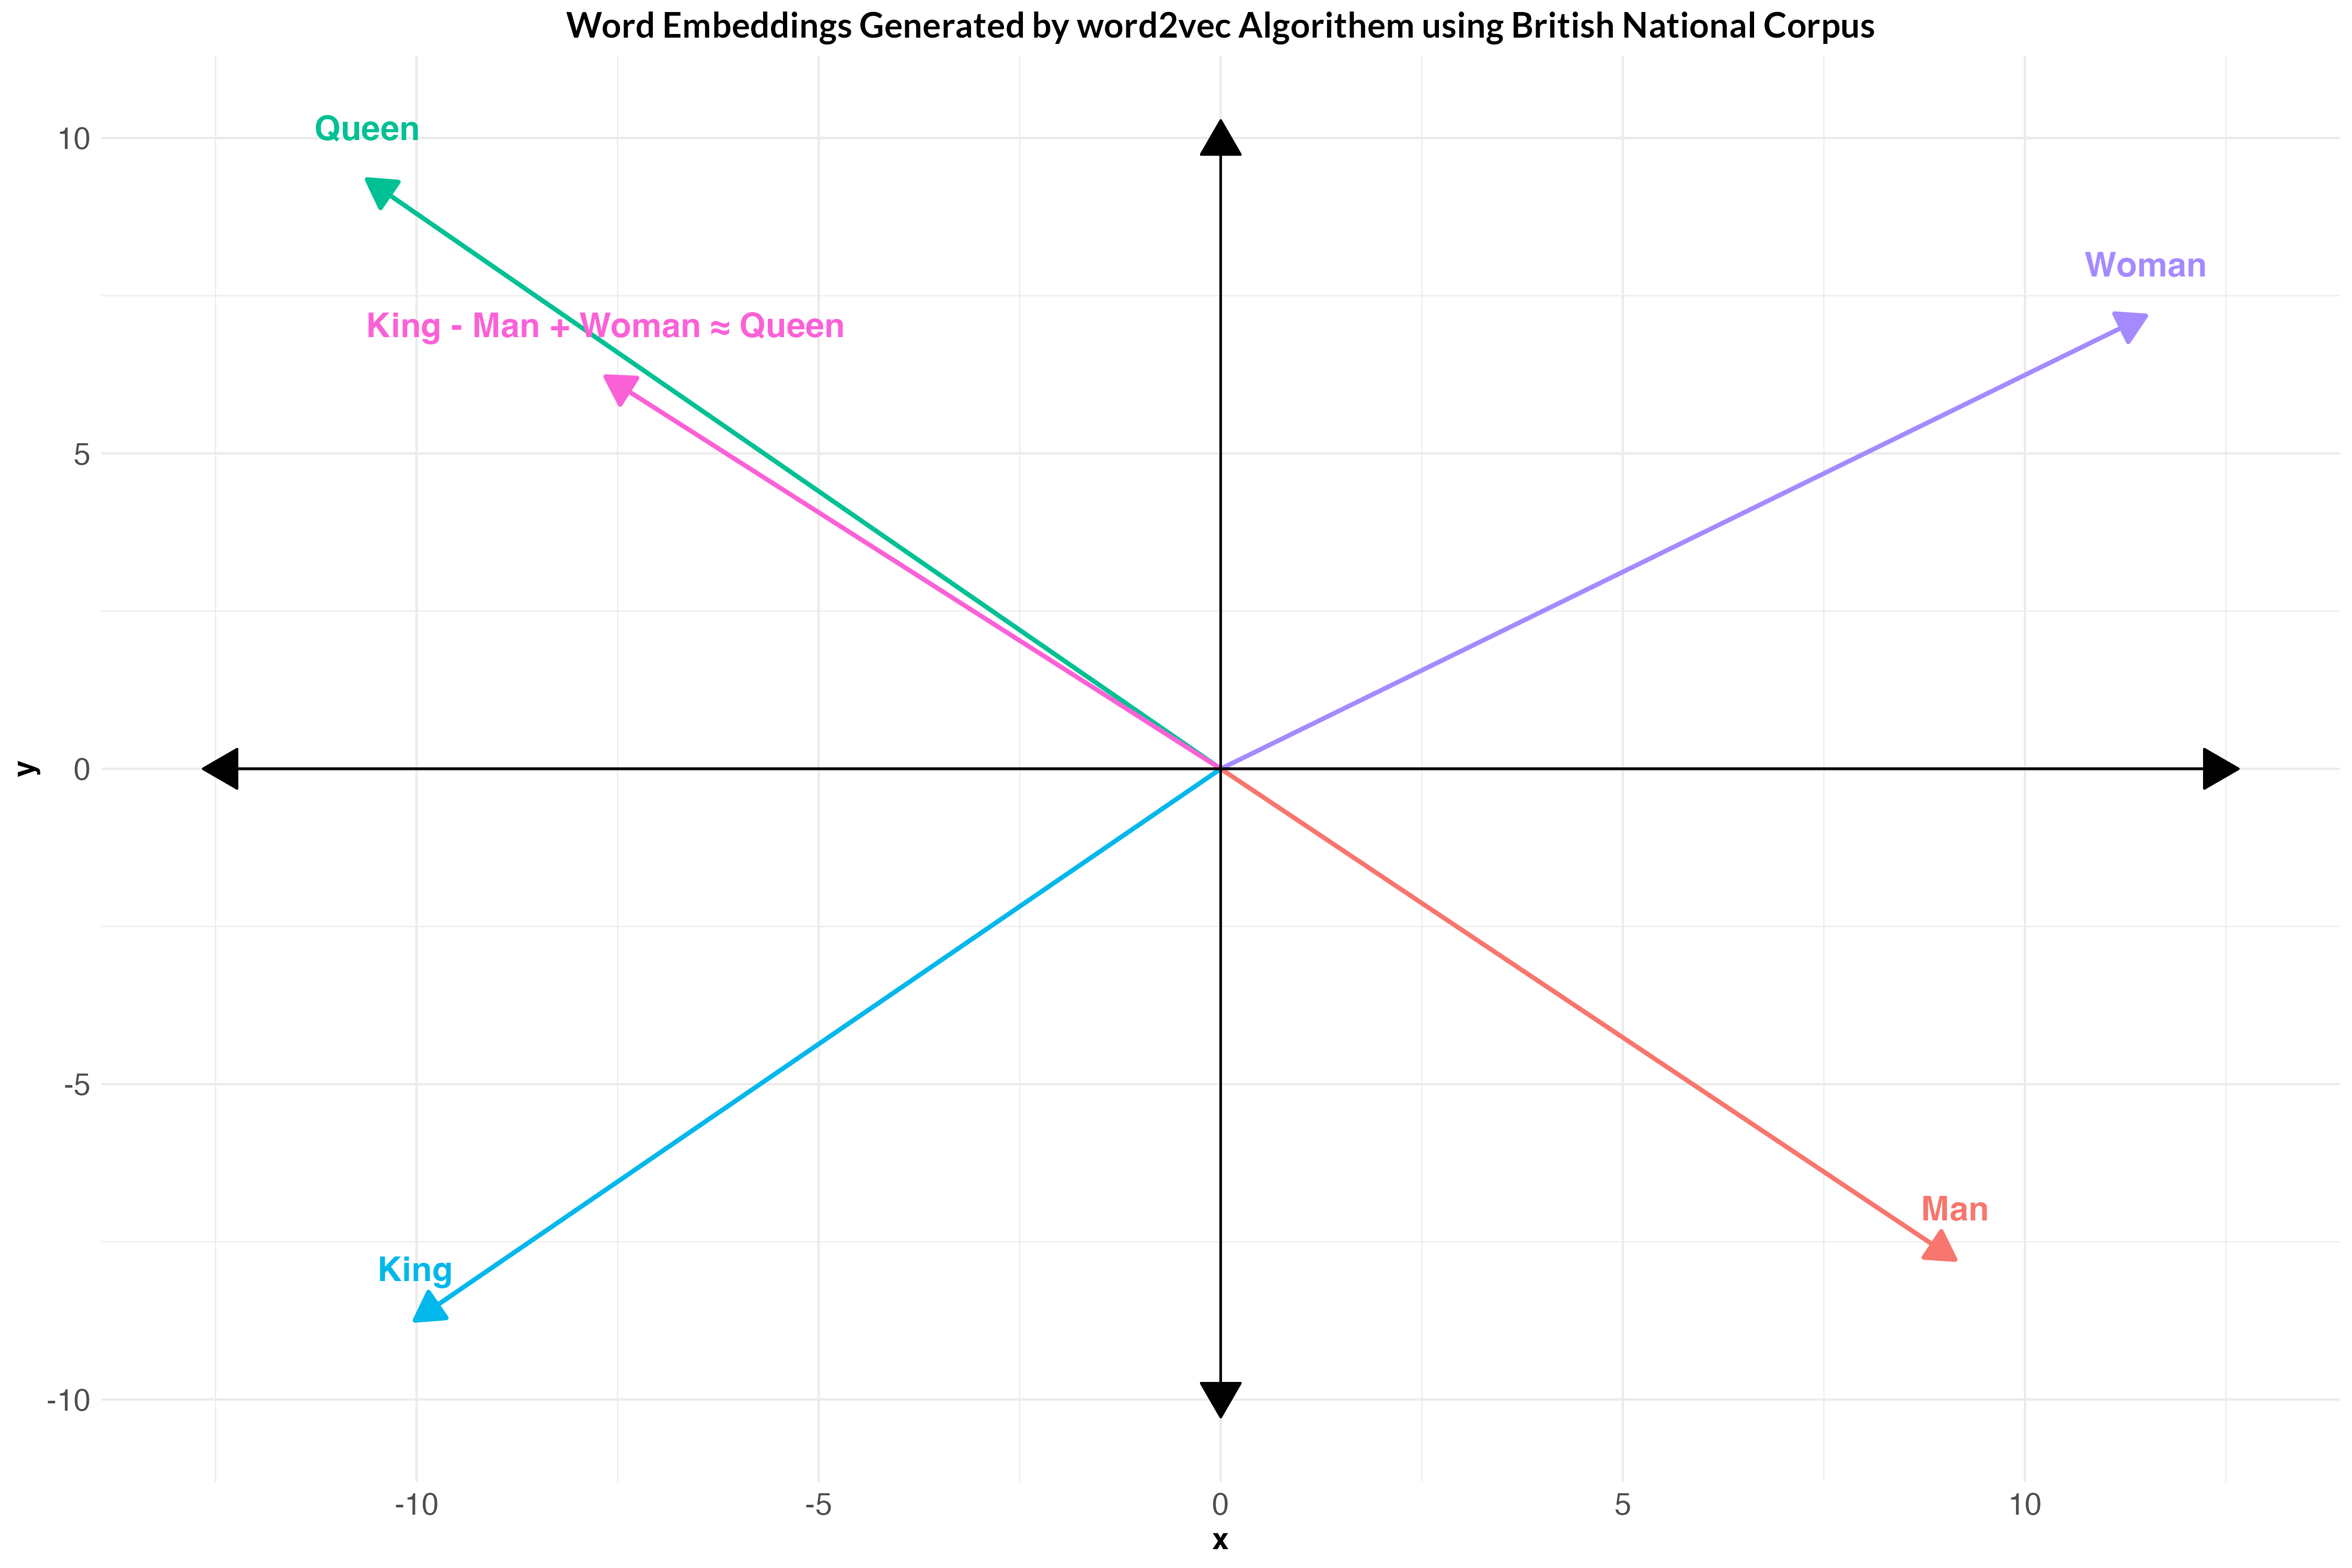 Word Embeddings Generated by word2vec Algorithem using British National Corpus
Queen
10
Woman
King - Man + Woman ≈ Queen
5
y
0
-5
Man
King
-10
-10
-5
0
5
10
x